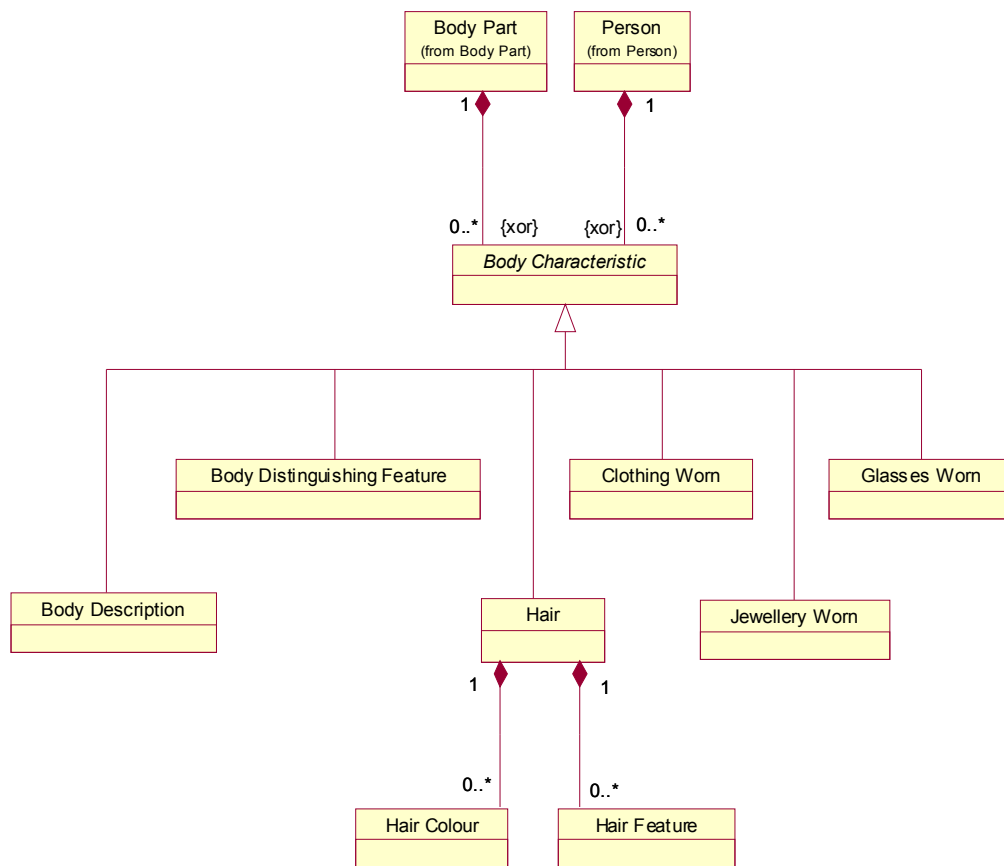 Body Part
(from Body Part)
Person
(from Person)
1
1
0..*
{xor}
{xor}
0..*
Body Characteristic
Body Distinguishing Feature
Clothing Worn
Glasses Worn
Body Description
Hair
Jewellery Worn
1
1
0..*
0..*
Hair Colour
Hair Feature